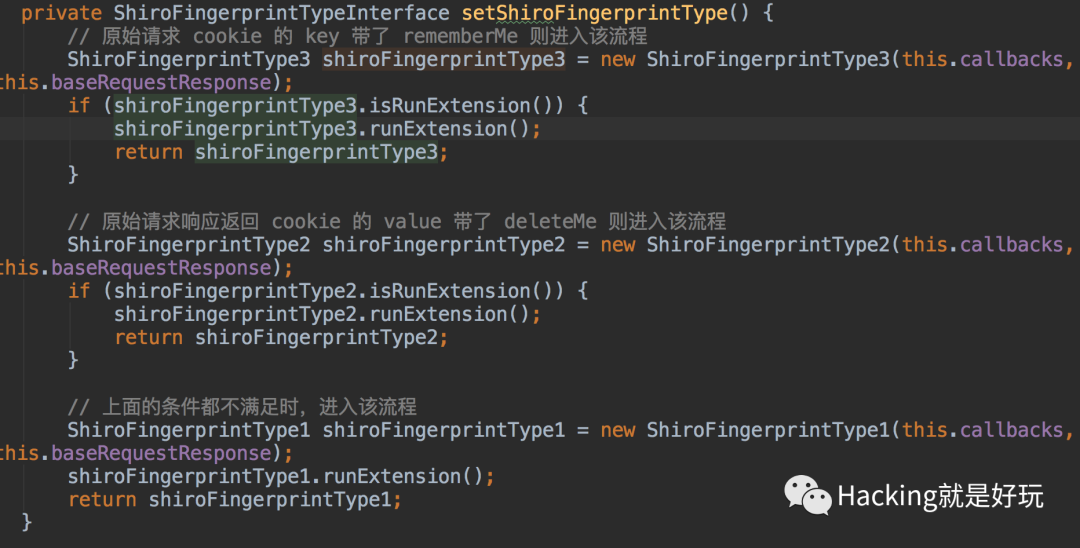 private ShiroFingerprintTypeInterface setShiroFingerprintType() {
// 原始请求 cookie 的 key 带了 rememberMe 则进入该流程
ShiroFingerprintType3 shiroFingerprintType3 = new ShiroFingerprintType3(this.callbacks,
this.baseRequestResponse);
if (shiroFingerprintType3.isRunExtension()) {
shiroFingerprintType3.runExtension();
return shiroFingerprintType3;
}
// 原始请求响应返回 cookie 的 value 带了 deleteMe 则进入该流程
ShiroFingerprintType2 shiroFingerprintType2 = new ShiroFingerprintType2(this.callbacks,
this.baseRequestResponse);
if (shiroFingerprintType2.isRunExtension()) {
shiroFingerprintType2.runExtension();
return shiroFingerprintType2;
}
// 上面的条件都不满足时，进入该流程
ShiroFingerprintType1 shiroFingerprintType1 = new ShiroFingerprintType1(this.callbacks,
this.baseRequestResponse);
shiroFingerprintType1.runExtension();
return shiroFingerprintType1;
}
Hacking就是好玩